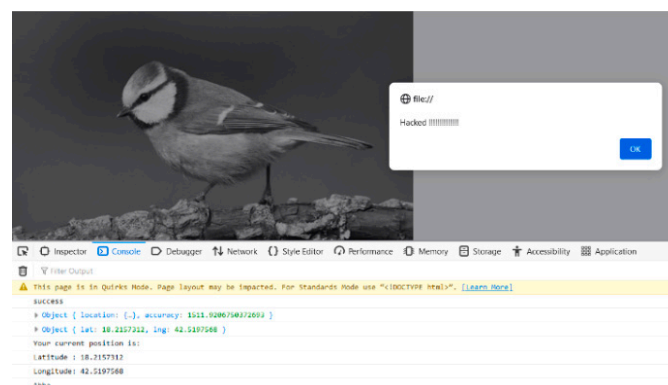 file://
Hacked !!!!!!!!!!!!!!
OK
Inspector Console Debugger Network Style Editor Performance Memory Storage Accessibility Application
Filter Output
This page is in Quirks Mode. Page layout may be impacted. For Standards Mode use "<!DOCTYPE html>". [Learn More]
success
Object { location: {…}, accuracy: 1511.9206750372693 }
Object { lat: 18.2157312, lng: 42.5197568 }
Your current position is:
Latitude : 18.2157312
Longitude: 42.5197568